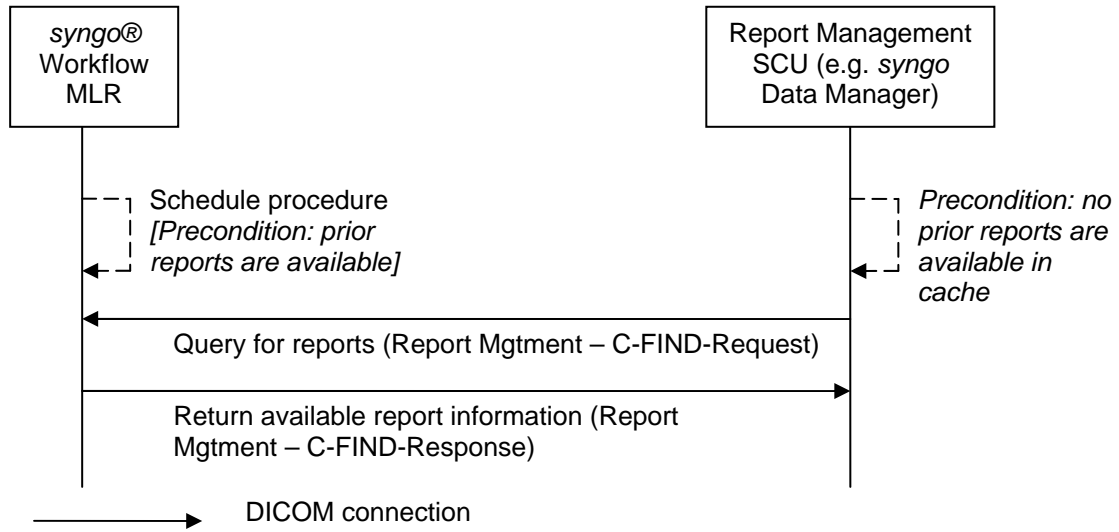 syngo®
Workflow
MLR
Report Management
SCU (e.g. syngo
Data Manager)
Schedule procedure
[Precondition: prior
reports are available]
Precondition: no
prior reports are
available in
cache
Query for reports (Report Mgtment – C-FIND-Request)
Return available report information (Report
Mgtment – C-FIND-Response)
DICOM connection